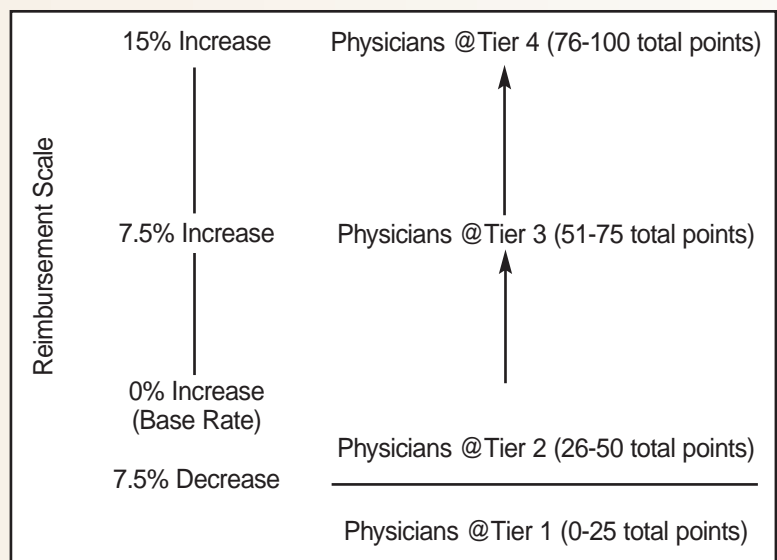 Reimbursement Scale
15% Increase
Physicians @Tier 4 (76-100 total points)
7.5% Increase
Physicians @Tier 3 (51-75 total points)
0% Increase
(Base Rate)
Physicians @Tier 2 (26-50 total points)
7.5% Decrease
Physicians @Tier 1 (0-25 total points)